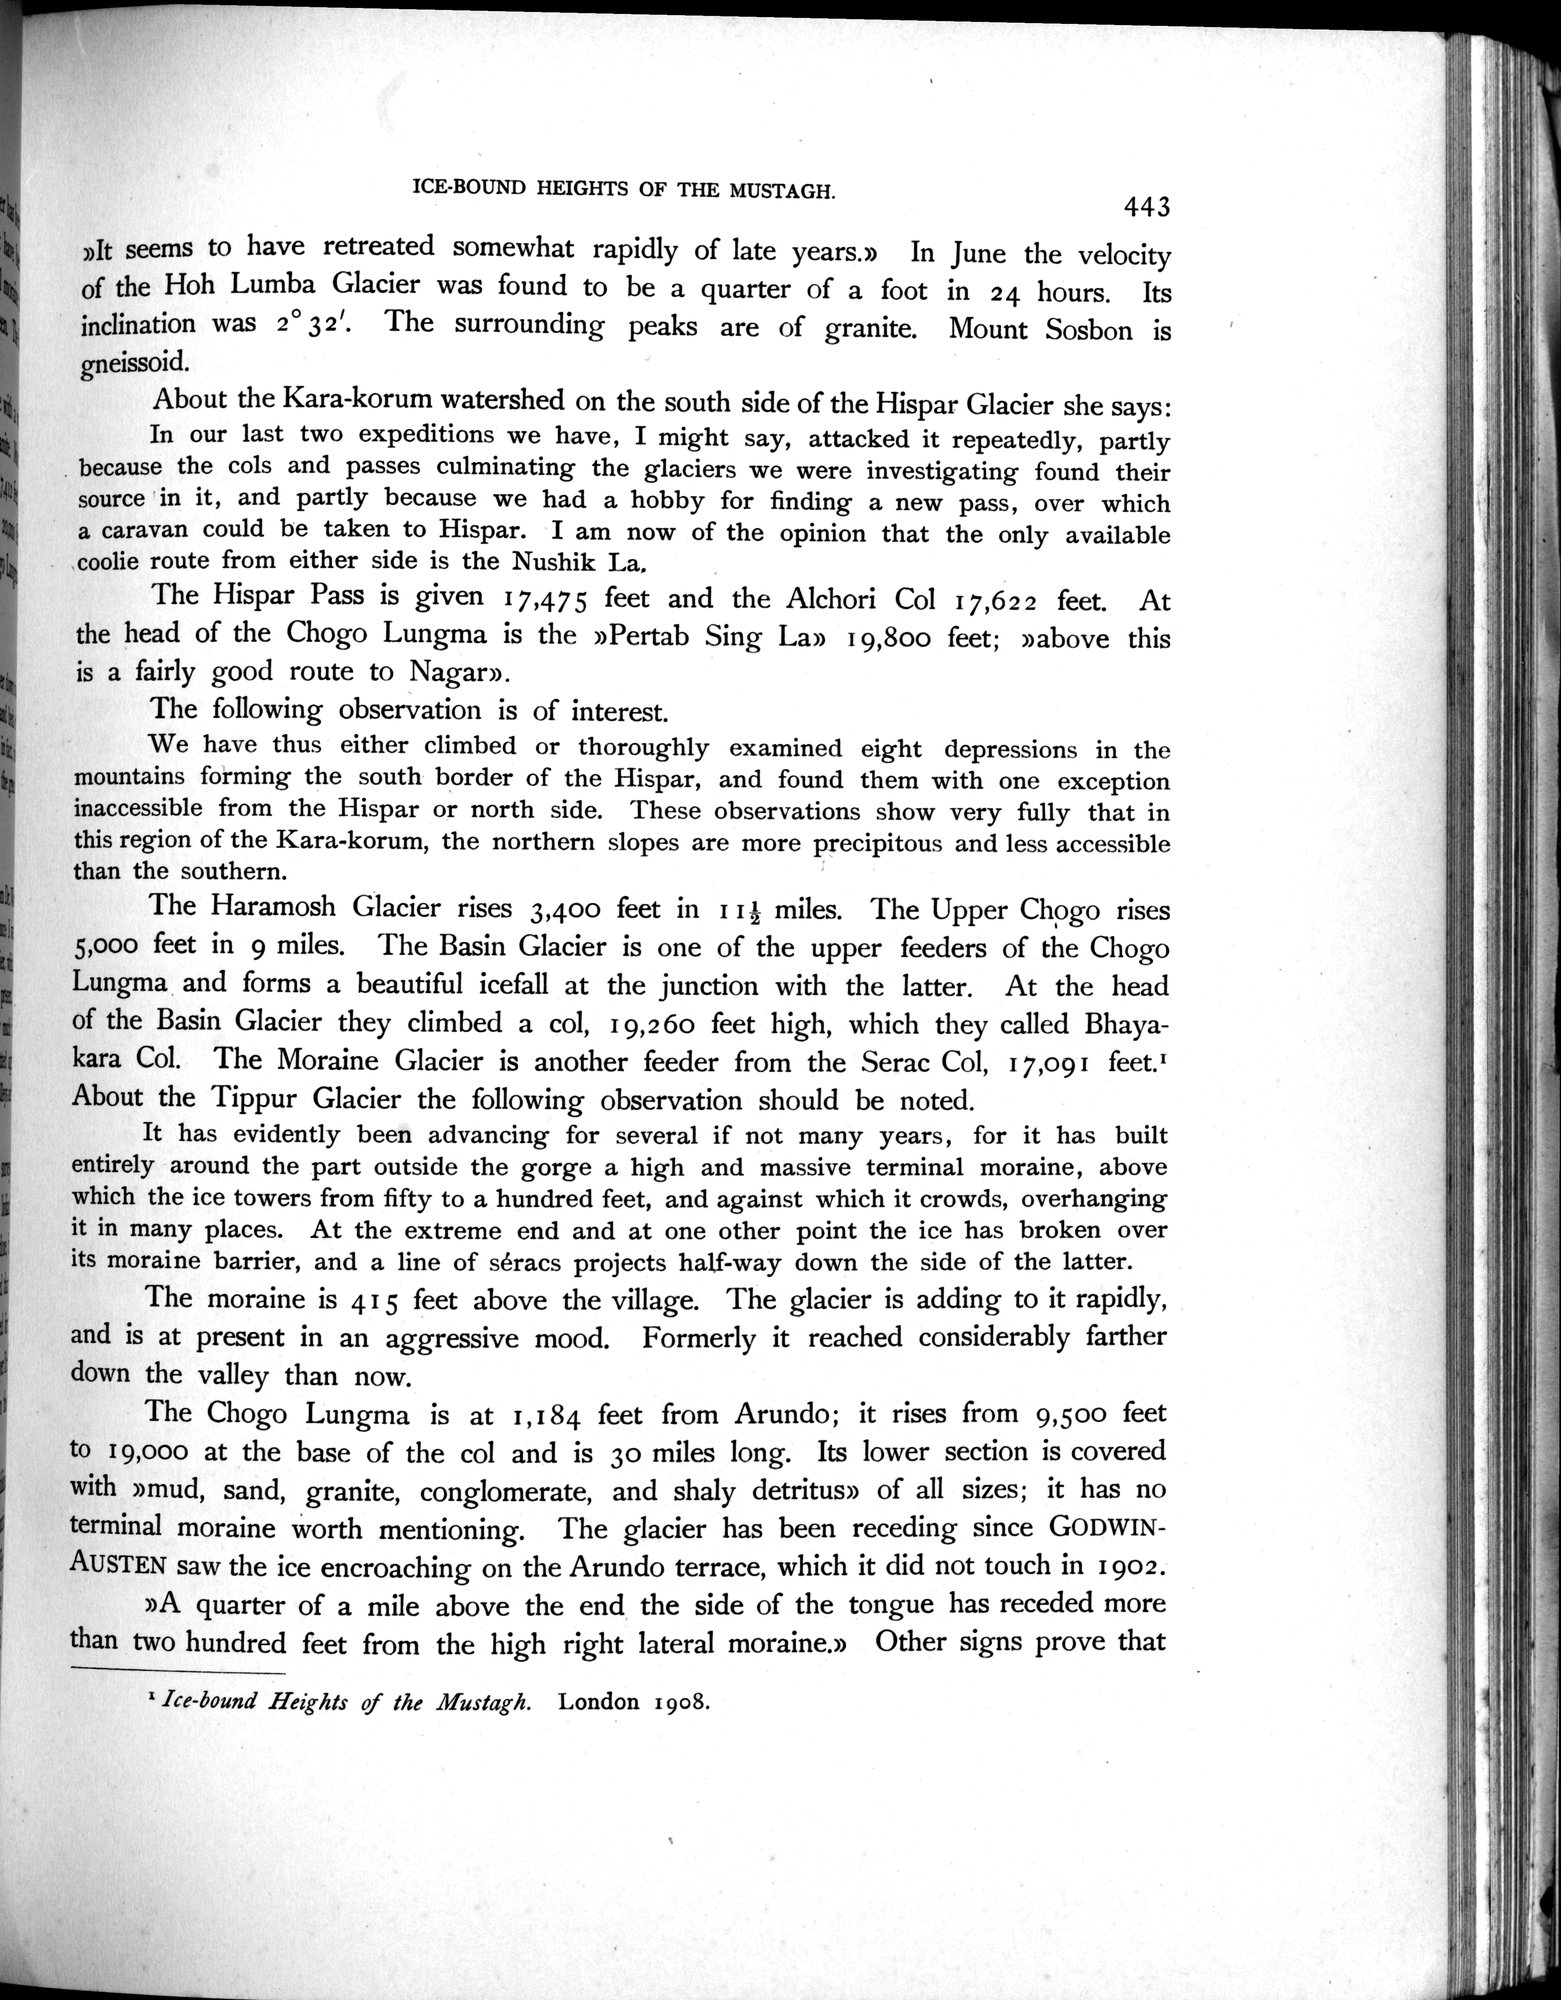 ICE-BOUND HEIGHTS OF THE MUSTAGH.
443
»It seems to have retreated somewhat rapidly of late years.» In June the velocity
of the Hoh Lumba Glacier was found to be a quarter of a foot in 24 hours. Its
inclination was 2° 32′. The surrounding peaks are of granite. Mount Sosbon is
gneissoid.
About the Kara-korum watershed on the south side of the Hispar Glacier she says:
In our last two expeditions we have, I might say, attacked it repeatedly, partly
because the cols and passes culminating the glaciers we were investigating found their
source in it, and partly because we had a hobby for finding a new pass, over which
a caravan could be taken to Hispar. I am now of the opinion that the only available
coolie route from either side is the Nushik La.
The Hispar Pass is given 17,475 feet and the Alchori Col 17,622 feet. At
the head of the Chogo Lungma is the »Pertab Sing La» 19,800 feet; »above this
is a fairly good route to Nagar».
The following observation is of interest.
We have thus either climbed or thoroughly examined eight depressions in the
mountains forming the south border of the Hispar, and found them with one exception
inaccessible from the Hispar or north side. These observations show very fully that in
this region of the Kara-korum, the northern slopes are more precipitous and less accessible
than the southern.
The Haramosh Glacier rises 3,400 feet in 11½ miles. The Upper Chogo rises
5,000 feet in 9 miles. The Basin Glacier is one of the upper feeders of the Chogo
Lungma and forms a beautiful icefall at the junction with the latter. At the head
of the Basin Glacier they climbed a col, 19,260 feet high, which they called Bhaya-
kara Col. The Moraine Glacier is another feeder from the Serac Col, 17,091 feet.¹
About the Tippur Glacier the following observation should be noted.
It has evidently been advancing for several if not many years, for it has built
entirely around the part outside the gorge a high and massive terminal moraine, above
which the ice towers from fifty to a hundred feet, and against which it crowds, overhanging
it in many places. At the extreme end and at one other point the ice has broken over
its moraine barrier, and a line of séracs projects half-way down the side of the latter.
The moraine is 415 feet above the village. The glacier is adding to it rapidly,
and is at present in an aggressive mood. Formerly it reached considerably farther
down the valley than now.
The Chogo Lungma is at 1,184 feet from Arundo; it rises from 9,500 feet
to 19,000 at the base of the col and is 30 miles long. Its lower section is covered
with »mud, sand, granite, conglomerate, and shaly detritus» of all sizes; it has no
terminal moraine worth mentioning. The glacier has been receding since GODWIN-
AUSTEN saw the ice encroaching on the Arundo terrace, which it did not touch in 1902.
»A quarter of a mile above the end the side of the tongue has receded more
than two hundred feet from the high right lateral moraine.» Other signs prove that
¹ Ice-bound Heights of the Mustagh. London 1908.